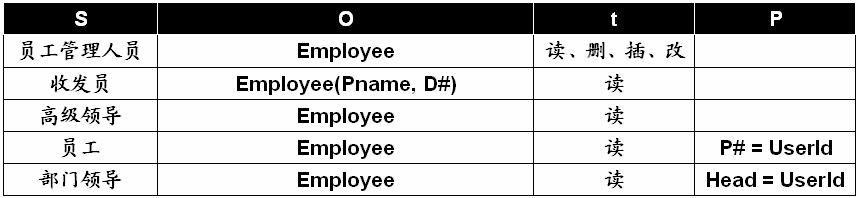 S O t P
员工管理人员 Employee 读、删、插、改
收发员 Employee(Pname, D#) 读
高级领导 Employee 读
员工 Employee 读 P# = UserId
部门领导 Employee 读 Head = UserId